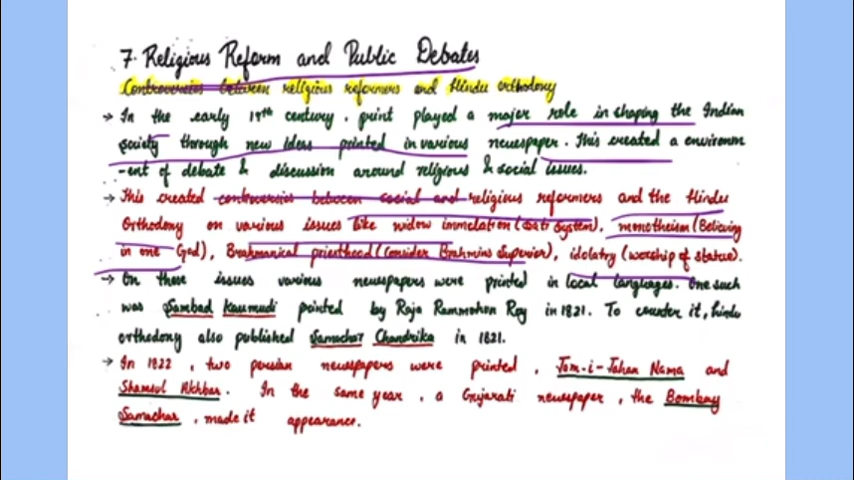 7. Religious Reform and Public Debates
Controversies between religious reformers and Hindu orthodoxy
→ In the early 19th century, print played a major role in shaping the Indian
society through new ideas printed in various newspaper. This created a environm
-ent of debate & discussion around religious & social issues.
→ This created controversies between social and religious reformers and the Hindu
Orthodomy on various issues like widow immelation (Sati System), monotheism (Believing
in one God), Brahmanical priesthood (Consider Brahmins Superior), idolatry (worship of statue).
→ On these issues various newspapers were printed in local languages. One such
was Sambad Kaumudi printed by Raja Rammohan Roy in 1821. To counter it, hindu
orthodomy also published Samachar Chandrika in 1821.
→ In 1822, two persian newspapers were printed, Jam-i-Jahan Nama and
Shamsul Akhbar. In the same year, a Gujarati newspaper, the Bombay
Samachar, made it appearance.